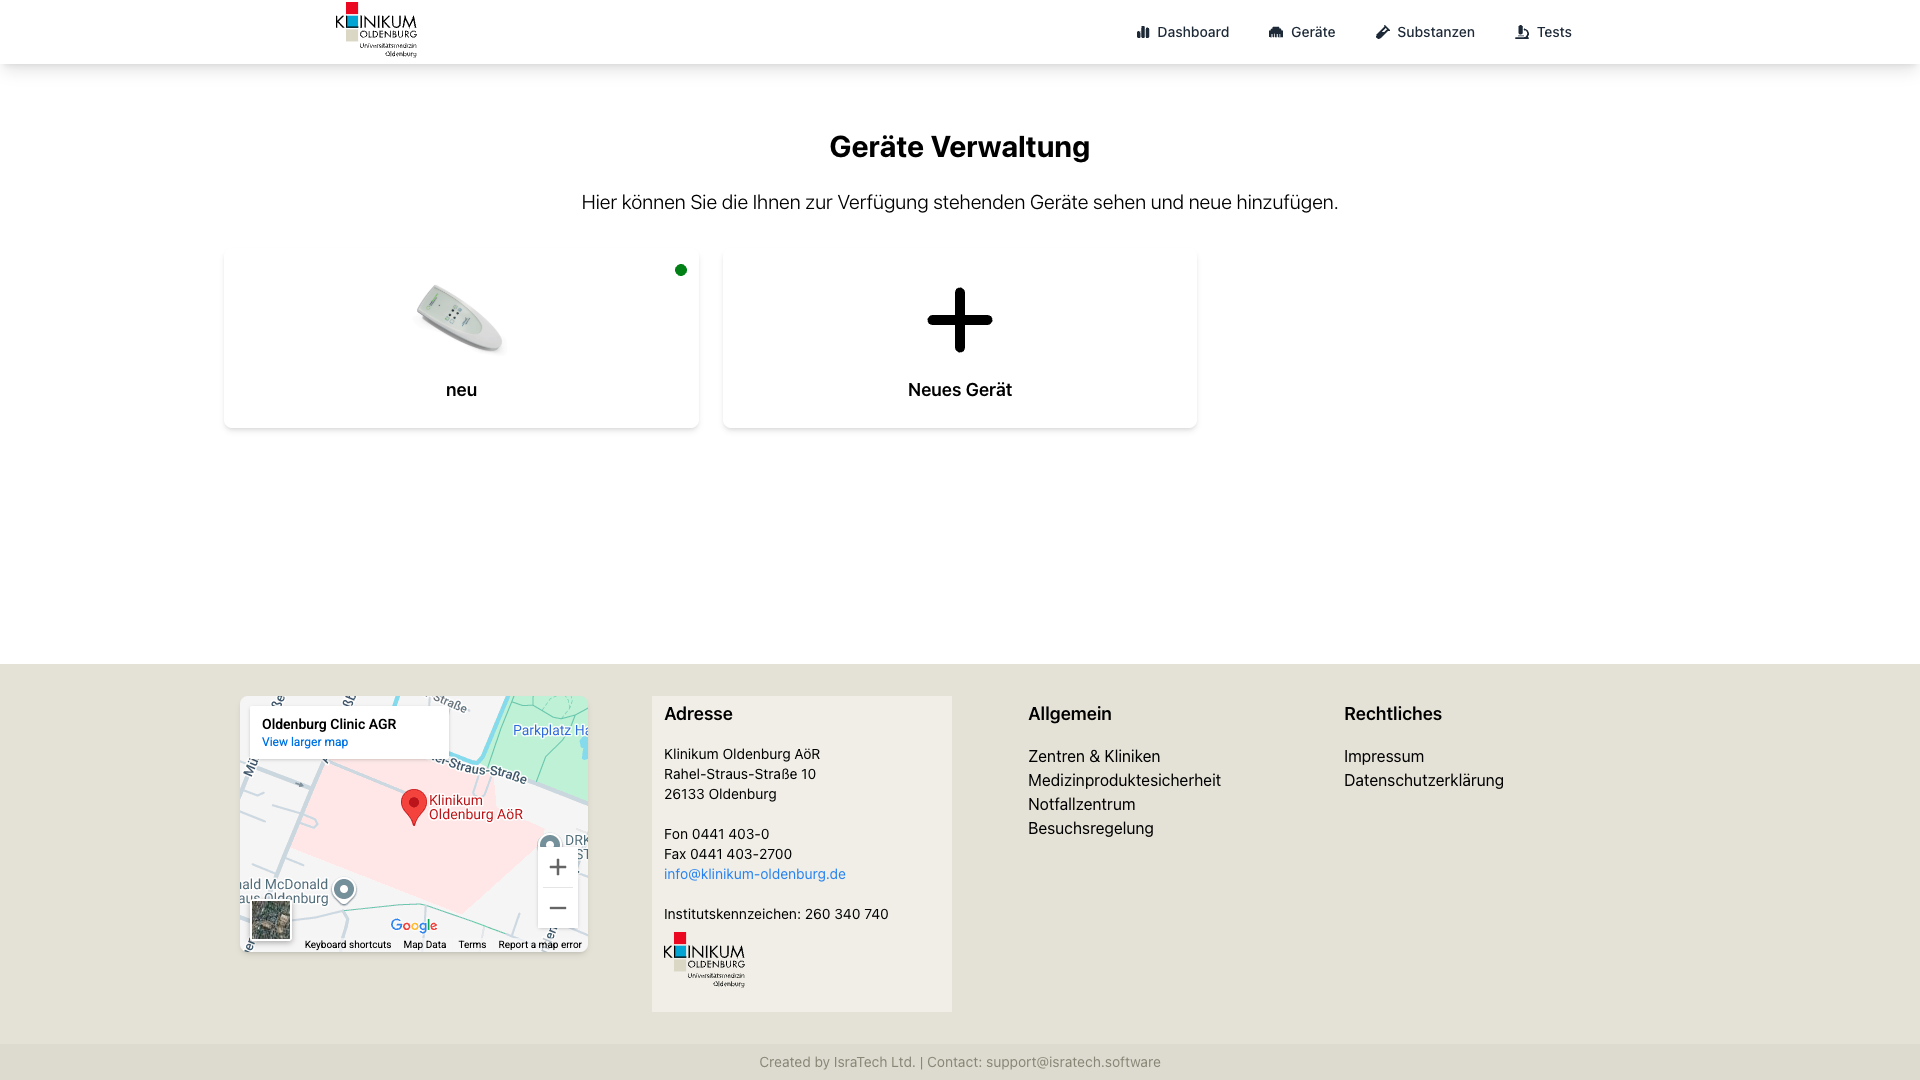 KLINIKUM
OLDENBURG
Universitätsmedizin
Oldenburg
Dashboard
Geräte
Substanzen
Tests
Geräte Verwaltung
Hier können Sie die Ihnen zur Verfügung stehenden Geräte sehen und neue hinzufügen.
neu
Neues Gerät
Oldenburg Clinic AGR
View larger map
Straße
Parkplatz
-Straus-Straße
Klinikum
Oldenburg AöR
DRK
McDonald
Oldenburg
Google
Keyboard shortcuts
Map Data
Terms
Report a map error
Adresse
Klinikum Oldenburg AöR
Rahel-Straus-Straße 10
26133 Oldenburg
Fon 0441 403-0
Fax 0441 403-2700
info@klinikum-oldenburg.de
Institutskennzeichen: 260 340 740
KLINIKUM
OLDENBURG
Universitätsmedizin
Oldenburg
Allgemein
Zentren & Kliniken
Medizinproduktesicherheit
Notfallzentrum
Besuchsregelung
Rechtliches
Impressum
Datenschutzerklärung
Created by IsraTech Ltd. | Contact: support@isratech.software